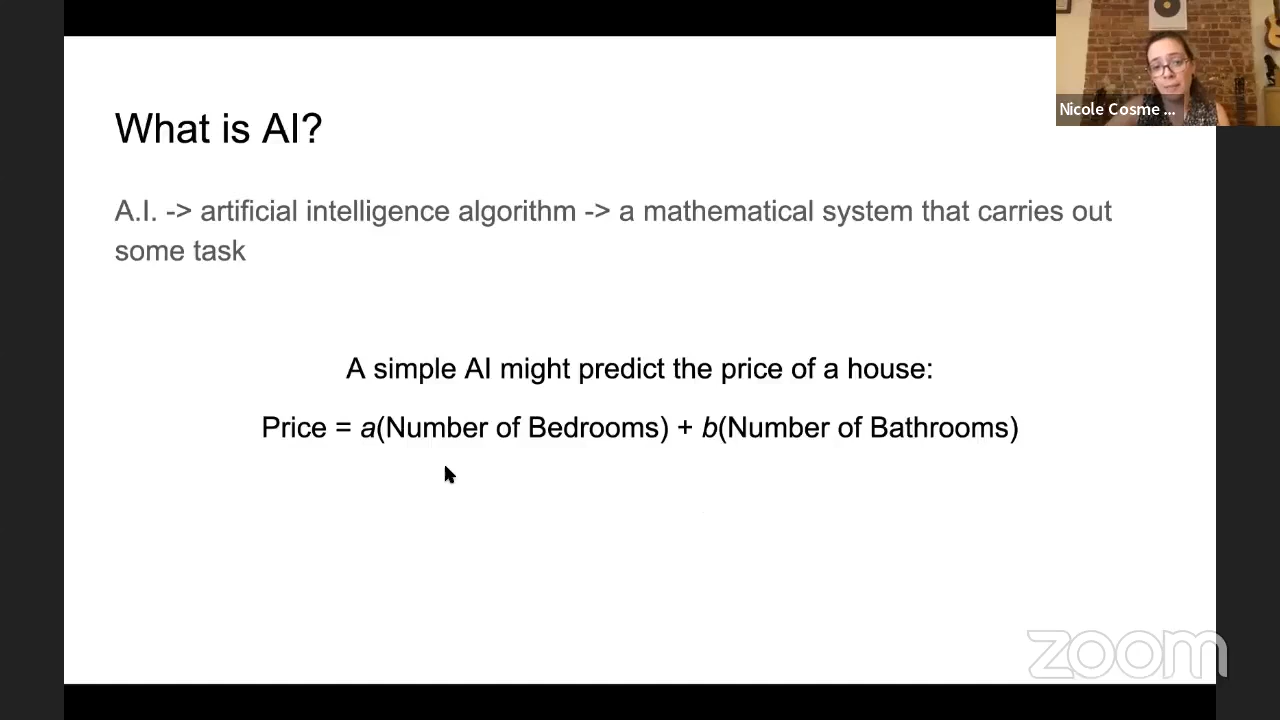 What is AI?
A.I. -> artificial intelligence algorithm -> a mathematical system that carries out
some task
A simple AI might predict the price of a house:
Price = a(Number of Bedrooms) + b(Number of Bathrooms)
Nicole Cosme ...
zoom